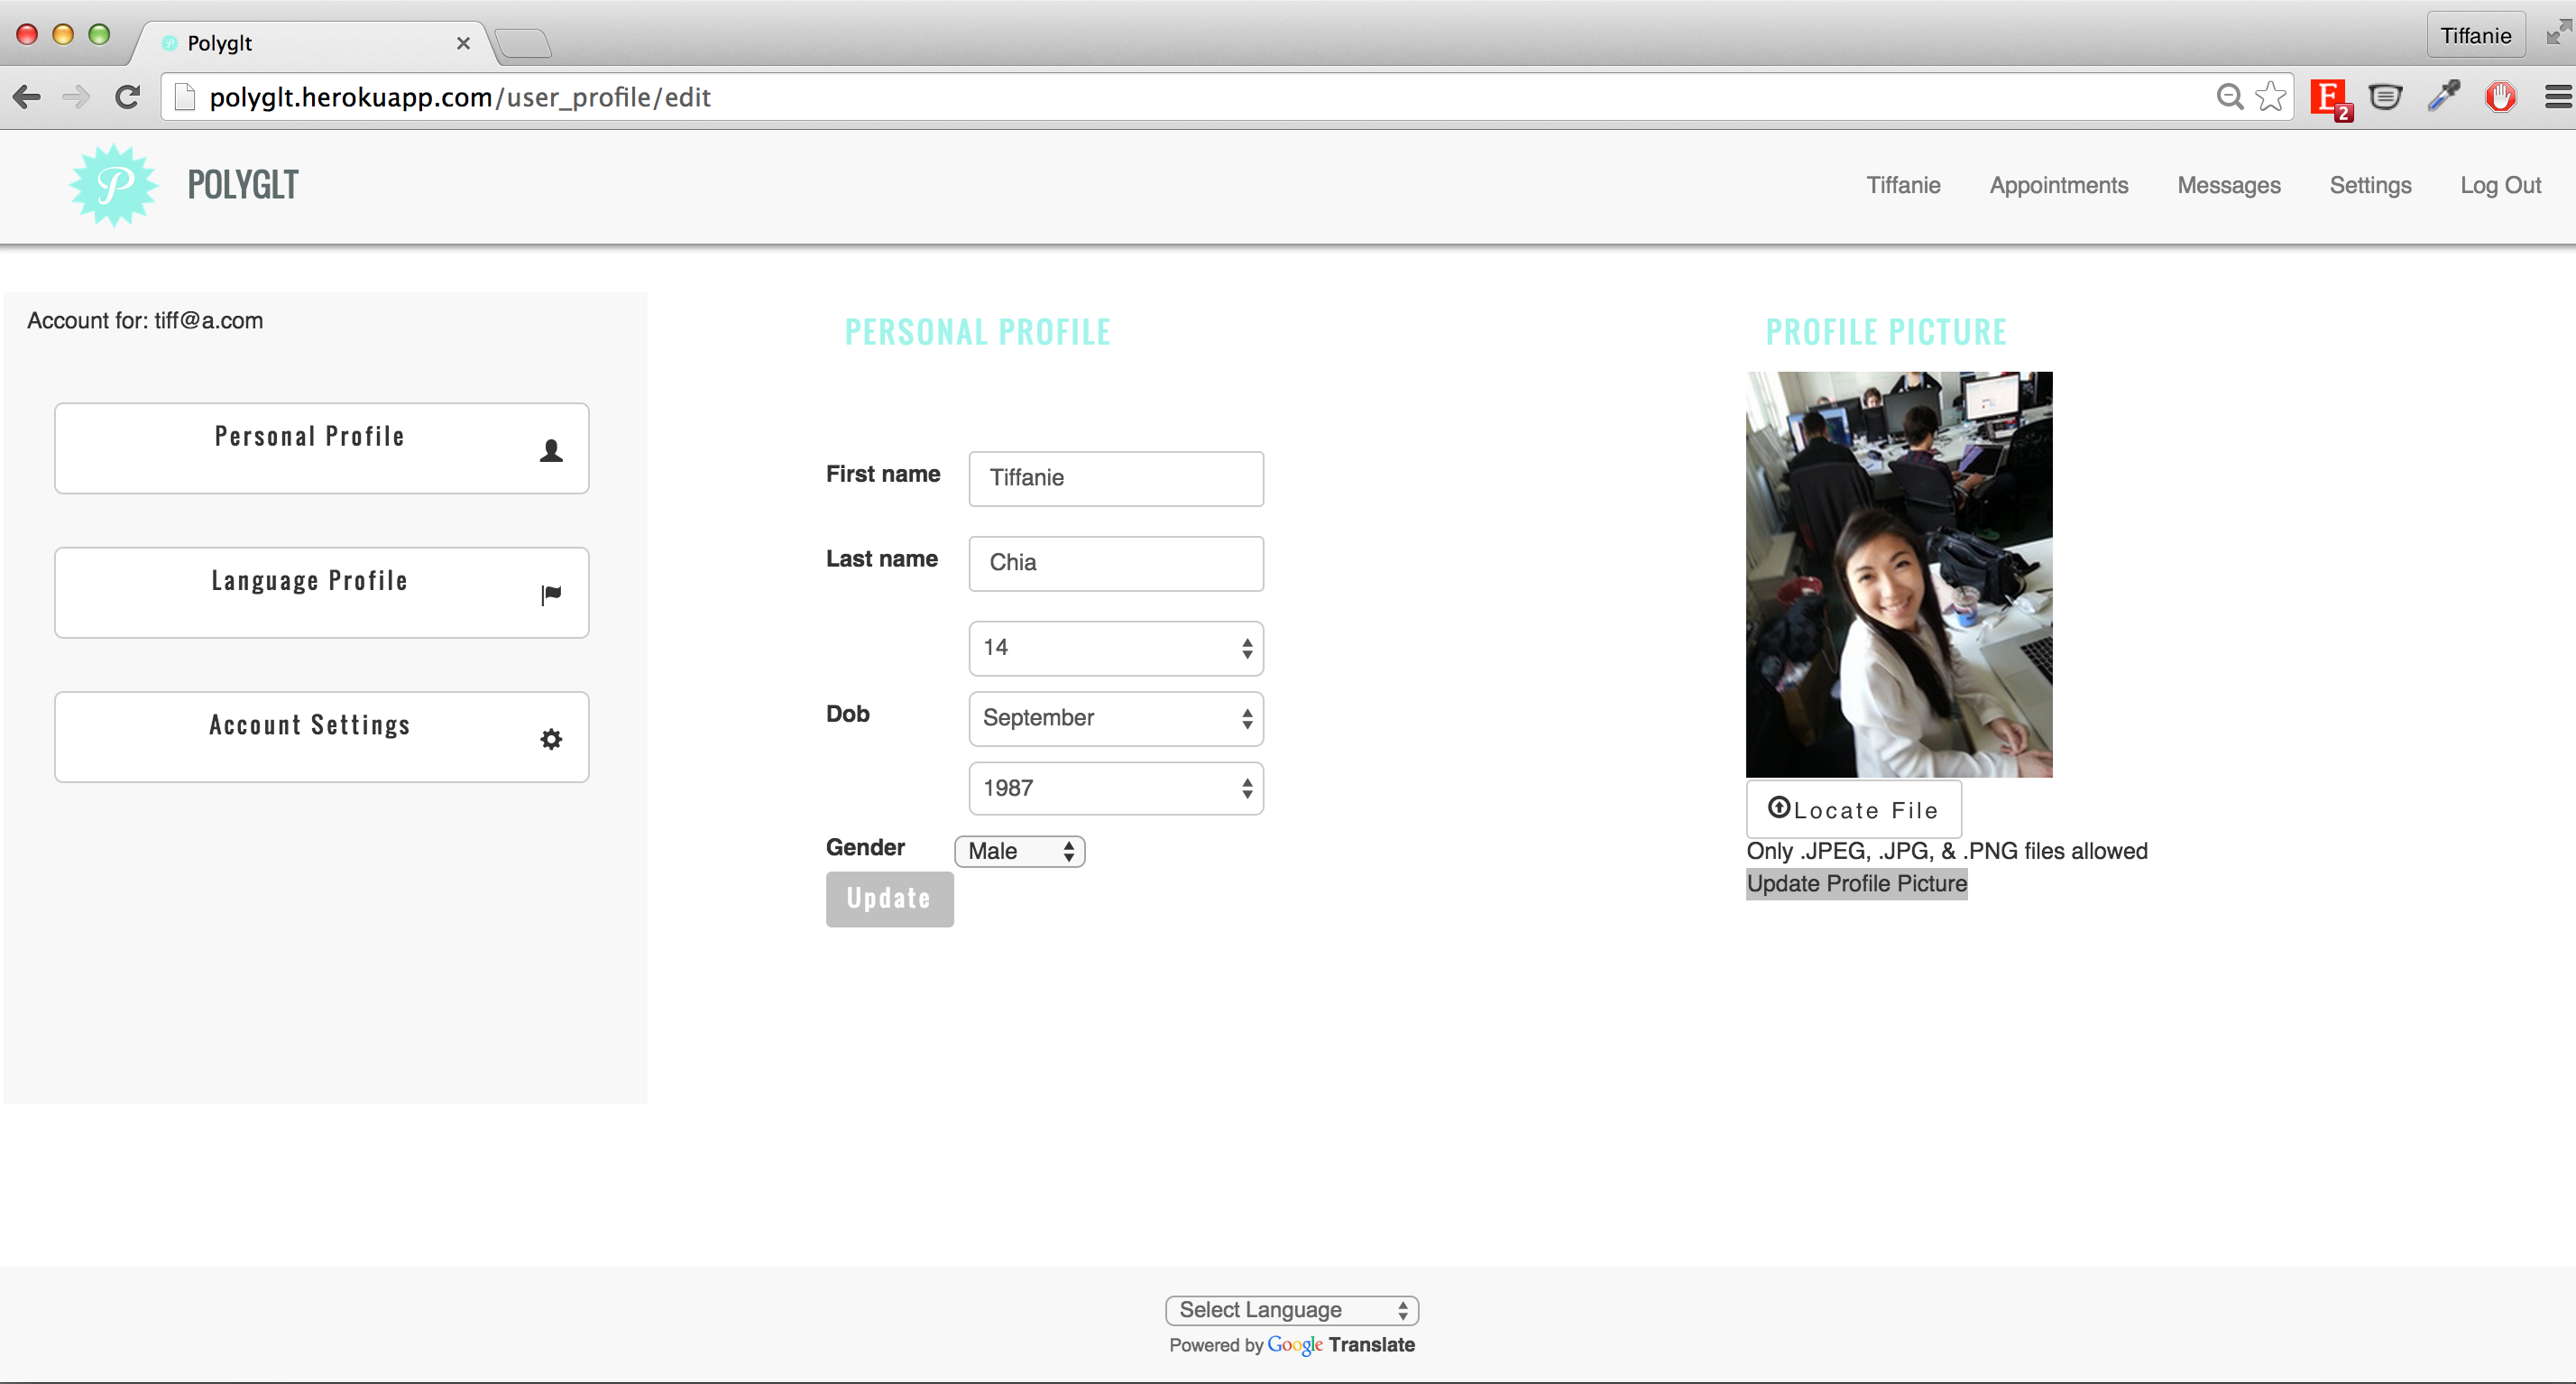 Polyglt
Tiffanie
polyglt.herokuapp.com/user_profile/edit
E
2
P
POLYGLT
Tiffanie
Appointments
Messages
Settings
Log Out
Account for: tiff@a.com
Personal Profile
Language Profile
Account Settings
PERSONAL PROFILE
First name
Tiffanie
Last name
Chia
14
Dob
September
1987
Gender
Male
Update
PROFILE PICTURE
Locate File
Only .JPEG, .JPG, & .PNG files allowed
Update Profile Picture
Select Language
Powered by Google Translate